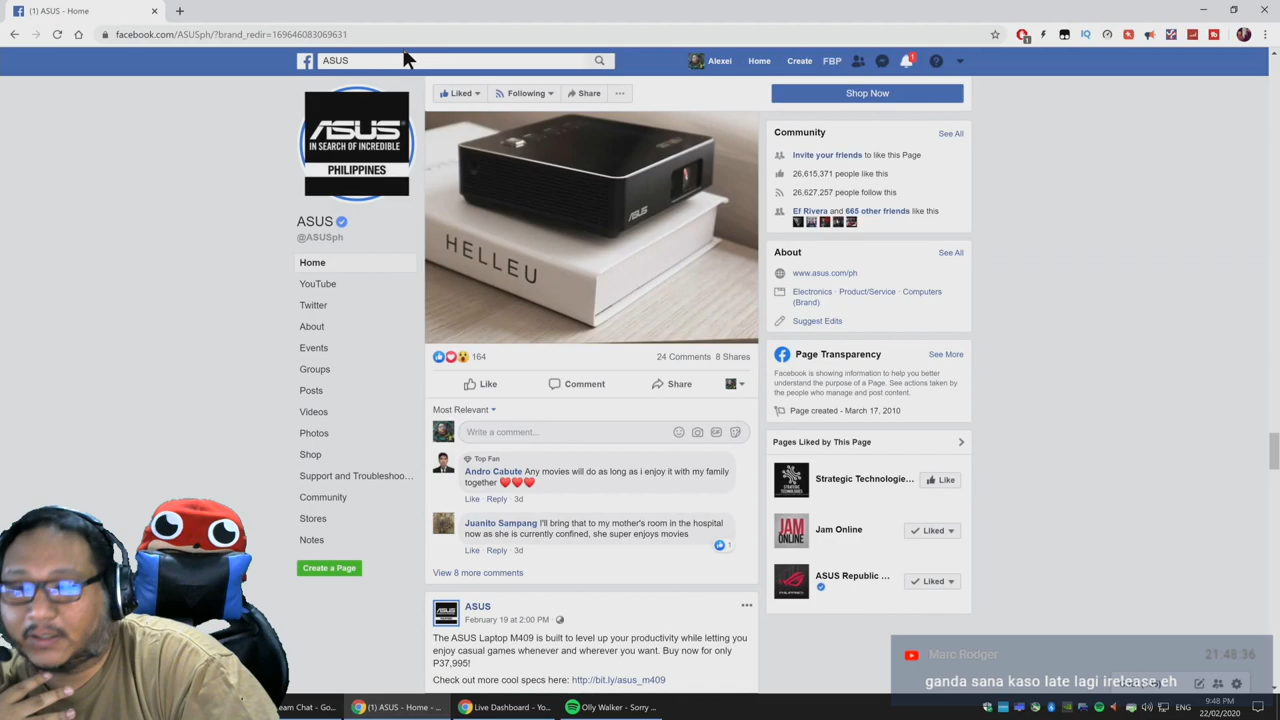 (1) ASUS - Home
facebook.com/ASUSph/?brand_redir=169646083069631
ASUS
Alexei
Home
Create
FBP
1
Liked
Following
Share
Shop Now
ASUS
IN SEARCH OF INCREDIBLE
PHILIPPINES
ASUS
@ASUSph
Home
YouTube
Twitter
About
Events
Groups
Posts
Videos
Photos
Shop
Support and Troubleshoo...
Community
Stores
Notes
Create a Page
ASUS
HELLEU
164
24 Comments 8 Shares
Like
Comment
Share
Most Relevant
Write a comment...
GIF
Top Fan
Andro Cabute Any movies will do as long as i enjoy it with my family
together
Like Reply · 3d
Juanito Sampang I'll bring that to my mother's room in the hospital
now as she is currently confined, she super enjoys movies
1
Like · Reply · 3d
View 8 more comments
ASUS
February 19 at 2:00 PM ·
The ASUS Laptop M409 is built to level up your productivity while letting you
enjoy casual games whenever and wherever you want. Buy now for only
P37,995!
Check out more cool specs here: http://bit.ly/asus_m409
Community
See All
Invite your friends to like this Page
26,615,371 people like this
26,627,257 people follow this
Ef Rivera and 665 other friends like this
About
See All
www.asus.com/ph
Electronics · Product/Service · Computers
(Brand)
Suggest Edits
Page Transparency
See More
Facebook is showing information to help you better
understand the purpose of a Page. See actions taken by
the people who manage and post content.
Page created - March 17, 2010
Pages Liked by This Page
Strategic Technologie...
Like
JAM
ONLINE
Jam Online
Liked
ASUS Republic ...
Liked
Marc Rodger
21:48:36
ganda sana kaso late lagi irelease eh
eam Chat - Go...
(1) ASUS - Home - ...
Live Dashboard - Yo...
Olly Walker - Sorry ...
ENG
9:48 PM
22/02/2020